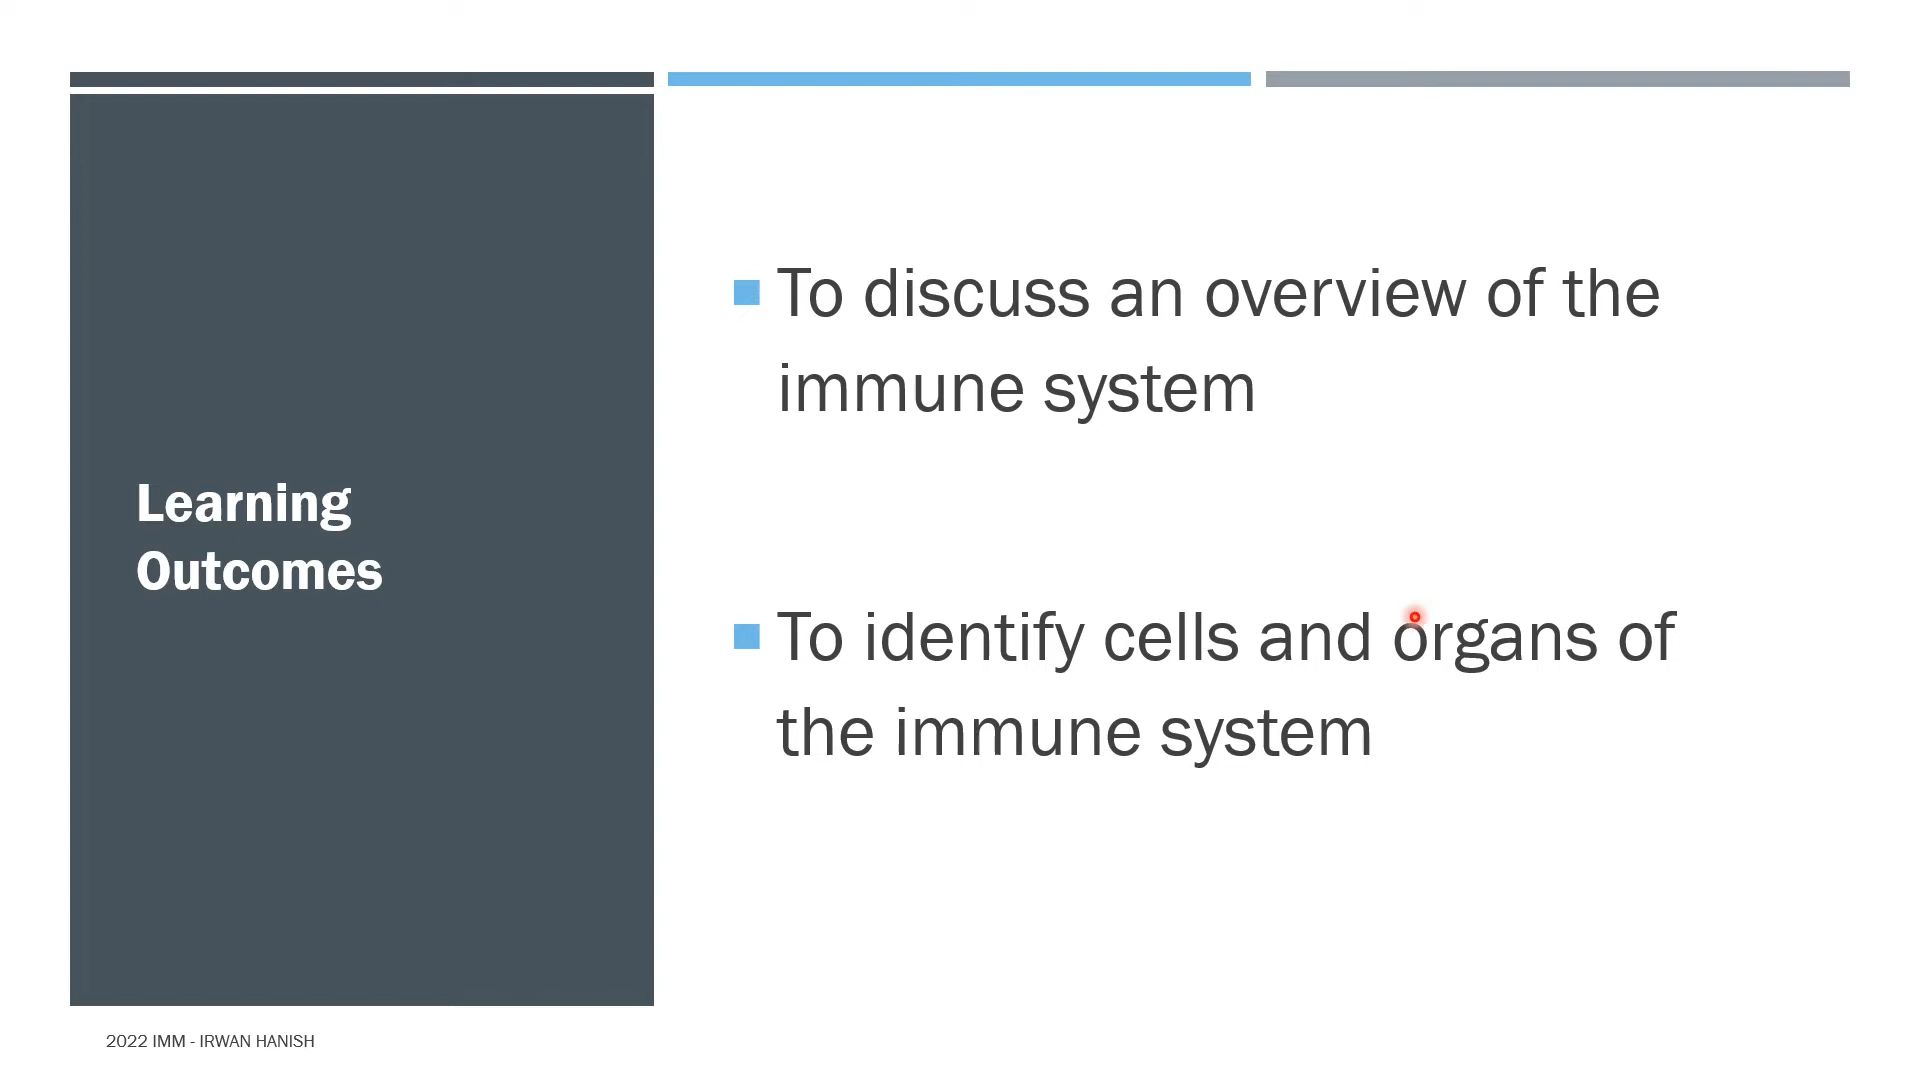 Learning
Outcomes
To discuss an overview of the
immune system
To identify cells and organs of
the immune system
2022 IMM - IRWAN HANISH